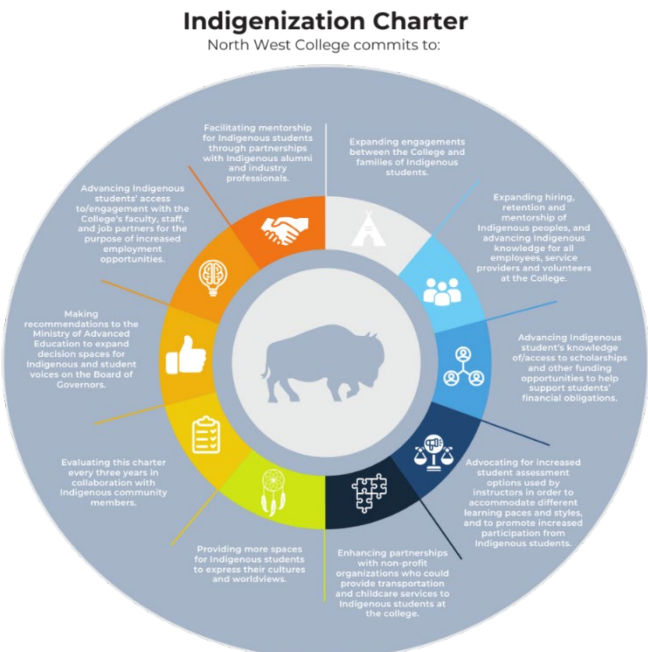 Indigenization Charter
North West College commits to:
Expanding engagements
between the College and
families of Indigenous
students.
Expanding hiring,
retention and
mentorship of
Indigenous peoples, and
advancing Indigenous
knowledge for all
employees, service
providers and volunteers
at the College.
Advancing Indigenous
student's knowledge
of/access to scholarships
and other funding
opportunities to help
support students'
financial obligations.
Advocating for increased
student assessment
options used by
instructors in order to
accommodate different
learning paces and styles,
and to promote increased
participation from
Indigenous students.
Enhancing partnerships
with non-profit
organizations who could
provide transportation
and childcare services to
Indigenous students at
the college.
Providing more spaces
for Indigenous students
to express their cultures
and worldviews.
Evaluating this charter
every three years in
collaboration with
Indigenous community
members.
Making
recommendations to the
Ministry of Advanced
Education to expand
decision spaces for
Indigenous and student
voices on the Board of
Governors.
Advancing Indigenous
students' access
to/engagement with the
College's faculty, staff,
and job partners for the
purpose of increased
employment
opportunities.
Facilitating mentorship
for Indigenous students
through partnerships
with Indigenous alumni
and industry
professionals.